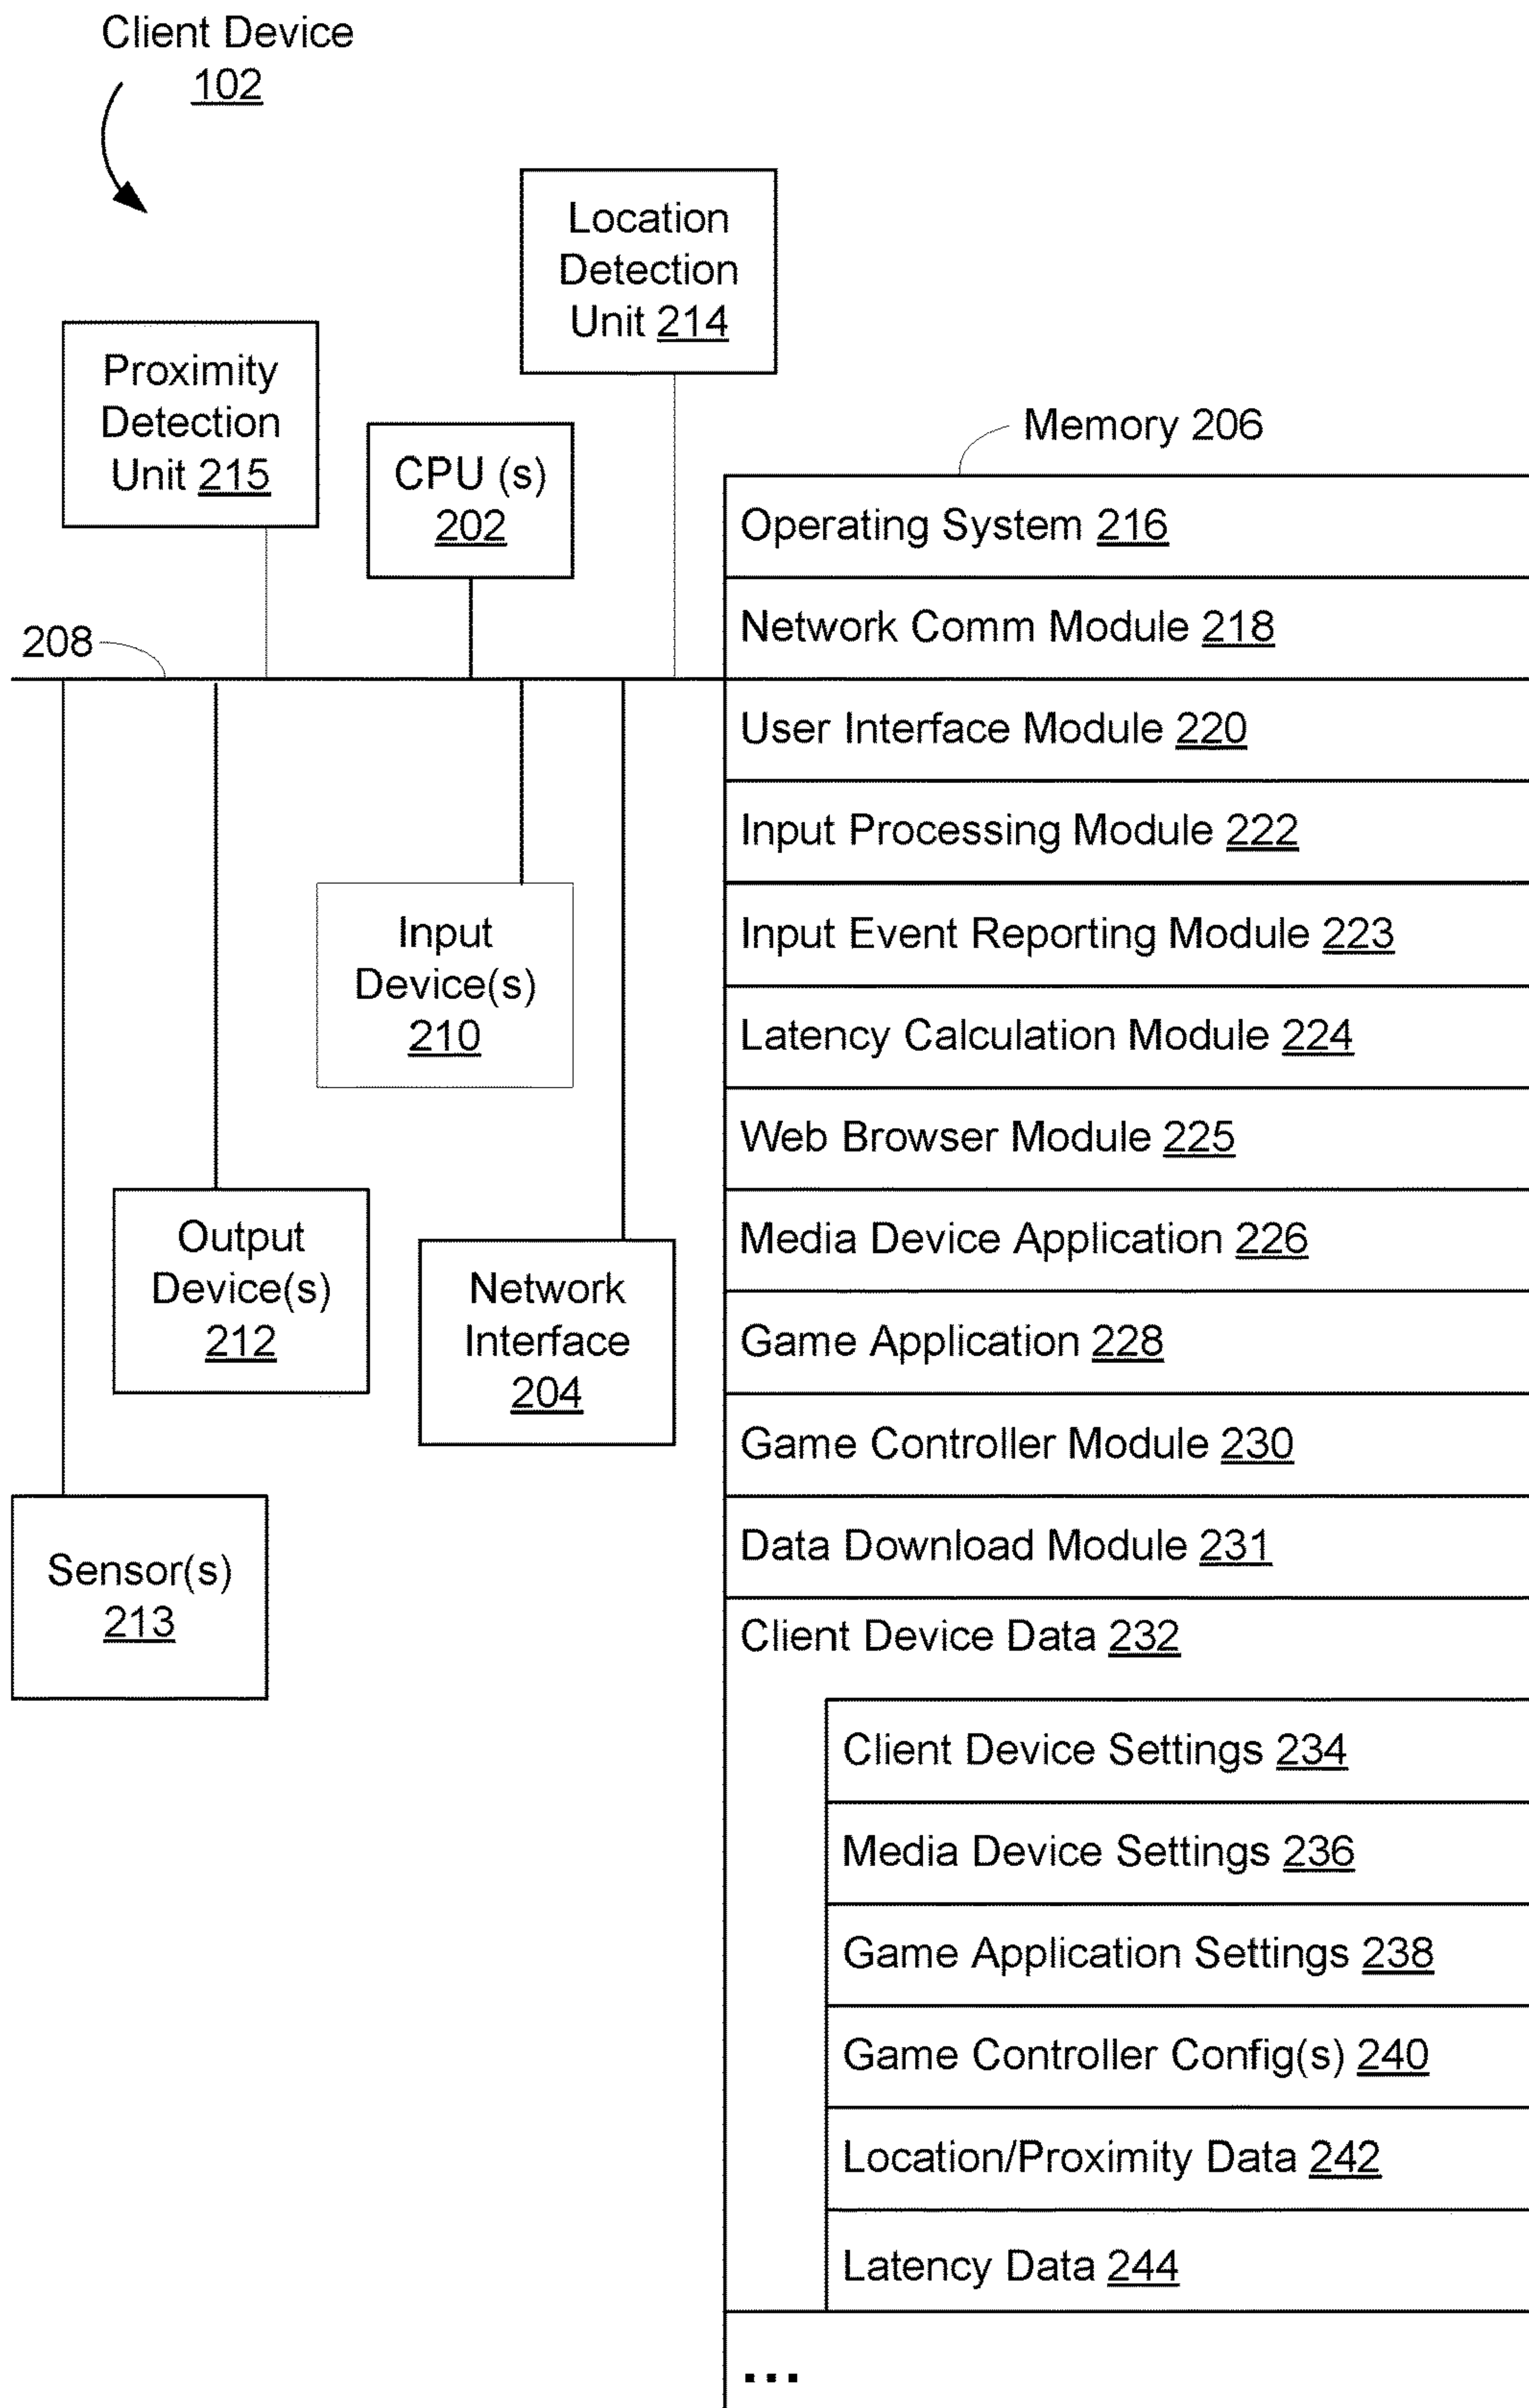 Client Device
102
Location
Detection
Unit 214
Proximity
Detection
Unit 215
CPU (s)
202
208
Input
Device(s)
210
Output
Device(s)
212
Network
Interface
204
Sensor(s)
213
Memory 206
Operating System 216
Network Comm Module 218
User Interface Module 220
Input Processing Module 222
Input Event Reporting Module 223
Latency Calculation Module 224
Web Browser Module 225
Media Device Application 226
Game Application 228
Game Controller Module 230
Data Download Module 231
Client Device Data 232
Client Device Settings 234
Media Device Settings 236
Game Application Settings 238
Game Controller Config(s) 240
Location/Proximity Data 242
Latency Data 244
...